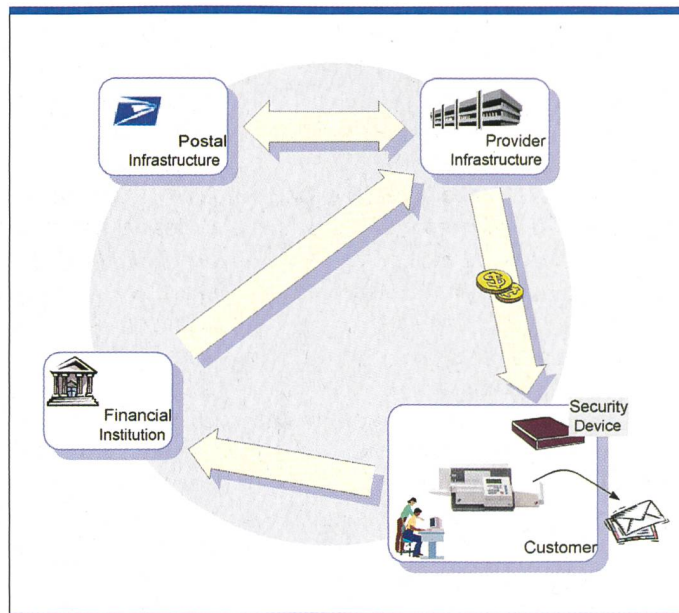 Postal
Infrastructure
Provider
Infrastructure
Financial
Institution
Security
Device
Customer